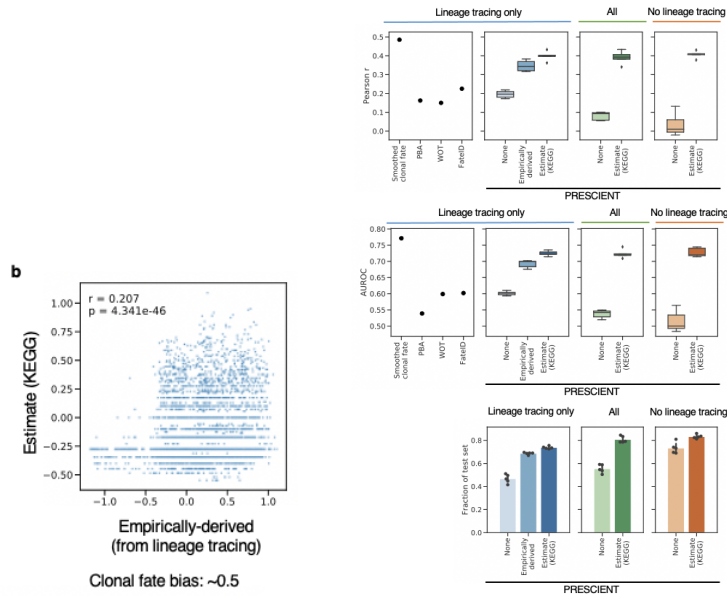 Lineage tracing only All No lineage tracing
0.5
0.4
0.3
0.2
0.1
0.0
Pearson r
Smoothed
clonal fate
PBA
WOT
FateID
None
Empirically
derived
Estimate
(KEGG)
None
Estimate
(KEGG)
None
Estimate
(KEGG)
PRESCIENT
Lineage tracing only All No lineage tracing
0.80
0.75
0.70
0.65
0.60
0.55
0.50
AUROC
Smoothed
clonal fate
PBA
WOT
FateID
None
Empirically
derived
Estimate
(KEGG)
None
Estimate
(KEGG)
None
Estimate
(KEGG)
PRESCIENT
b
r = 0.207
p = 4.341e-46
1.00
0.75
0.50
0.25
0.00
−0.25
−0.50
Estimate (KEGG)
−1.0 −0.5 0.0 0.5 1.0
Empirically-derived
(from lineage tracing)
Clonal fate bias: ~0.5
Lineage tracing only All No lineage tracing
0.8
0.6
0.4
0.2
0.0
Fraction of test set
None
Empirically
derived
Estimate
(KEGG)
None
Estimate
(KEGG)
None
Estimate
(KEGG)
PRESCIENT